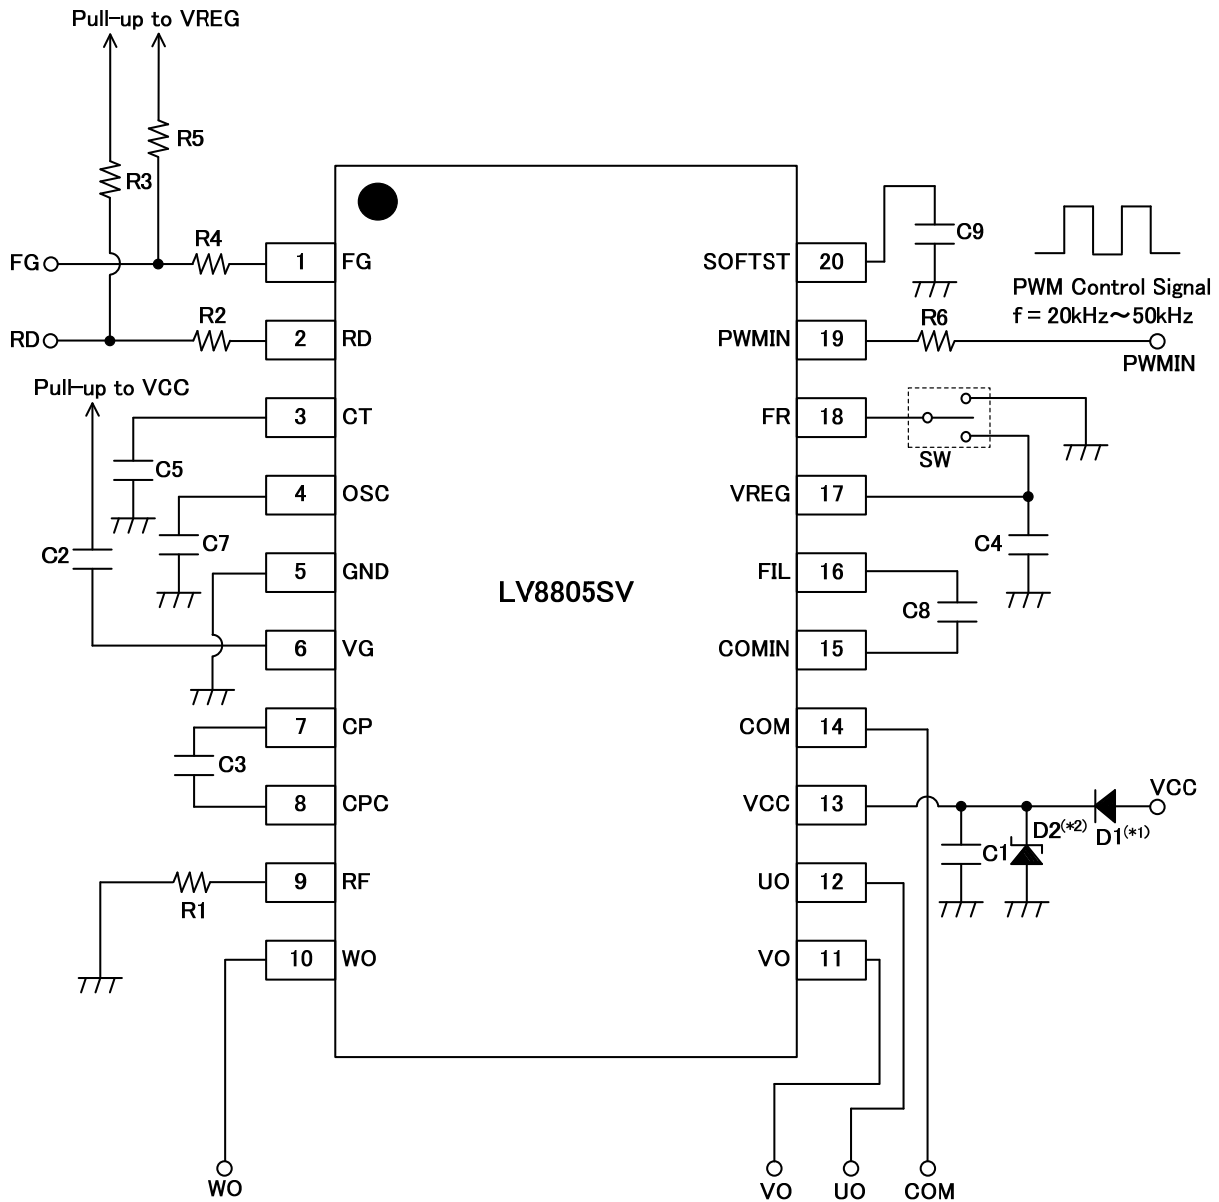 Pull-up to VREG
R5
R3
FG
R4
1
FG
RD
R2
2
RD
Pull-up to VCC
3
CT
C5
4
OSC
C7
C2
5
GND
6
VG
7
CP
C3
8
CPC
9
RF
R1
10
WO
WO
LV8805SV
SOFTST
20
C9
PWM Control Signal
f = 20kHz～50kHz
PWMIN
19
R6
PWMIN
FR
18
SW
VREG
17
C4
FIL
16
C8
COMIN
15
COM
14
VCC
13
VCC
C1
D2(*2)
D1(*1)
UO
12
VO
11
VO
UO
COM